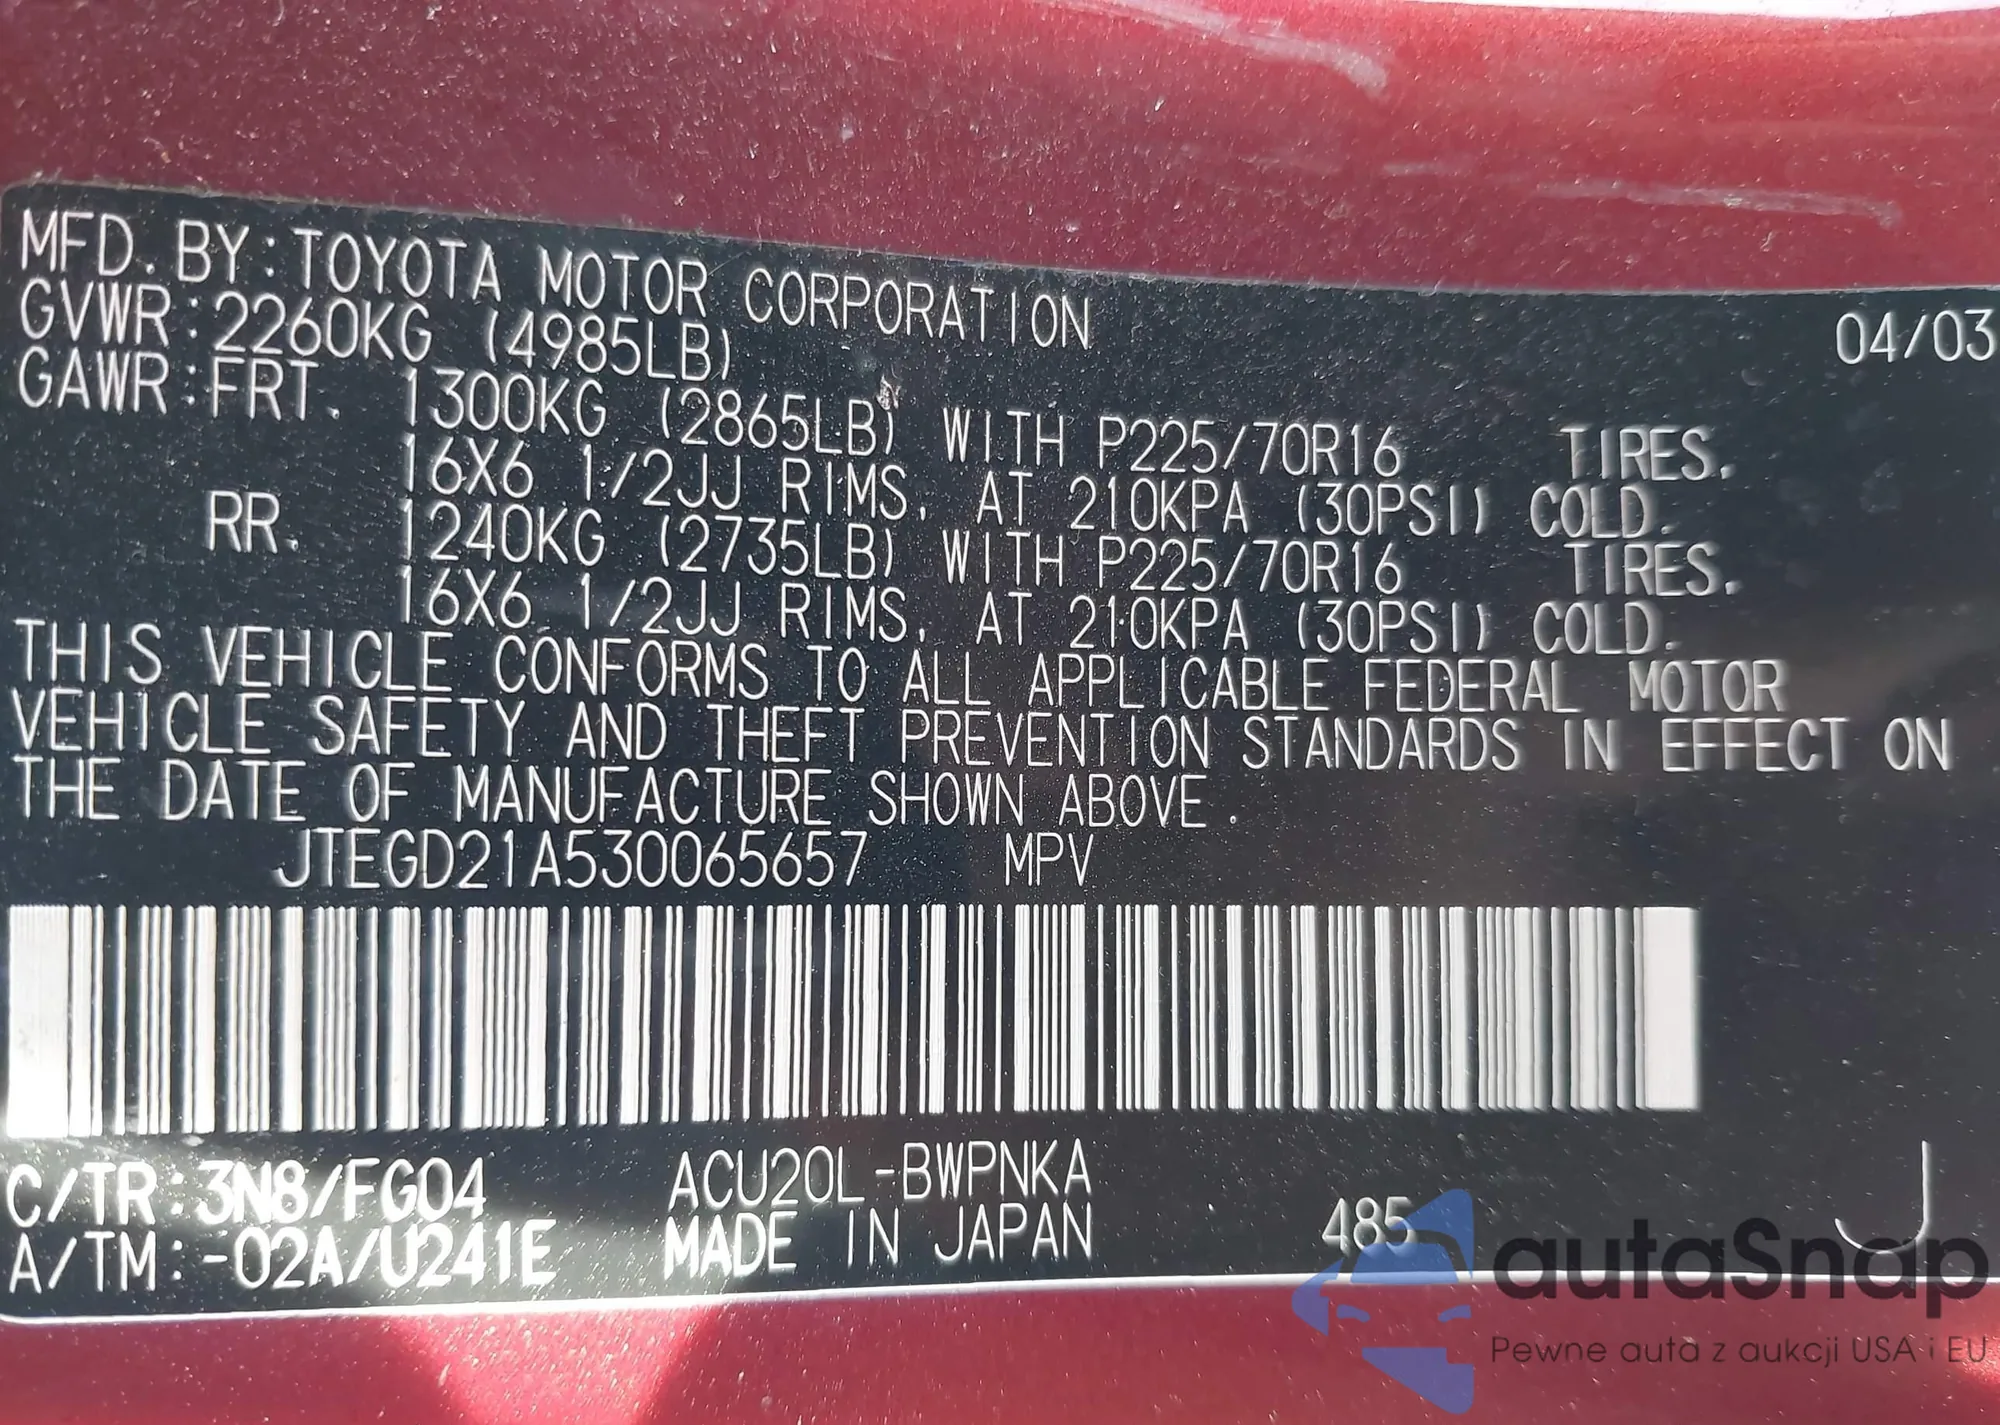 MFD. BY: TOYOTA MOTOR CORPORATION 04/03
GVWR: 2260KG (4985LB)
GAWR: FRT. 1300KG (2865LB) WITH P225/70R16 TIRES,
16X6 1/2JJ RIMS, AT 210KPA (30PSI) COLD.
RR. 1240KG (2735LB) WITH P225/70R16 TIRES,
16X6 1/2JJ RIMS, AT 210KPA (30PSI) COLD.
THIS VEHICLE CONFORMS TO ALL APPLICABLE FEDERAL MOTOR
VEHICLE SAFETY AND THEFT PREVENTION STANDARDS IN EFFECT ON
THE DATE OF MANUFACTURE SHOWN ABOVE.
JTEGD21A530065657 MPV
C/TR: 3N8/FG04 ACU20L-BWPNKA
A/TM: -02A/U241E MADE IN JAPAN 485 J
autaSnap
Pewne auta z aukcji USA i EU